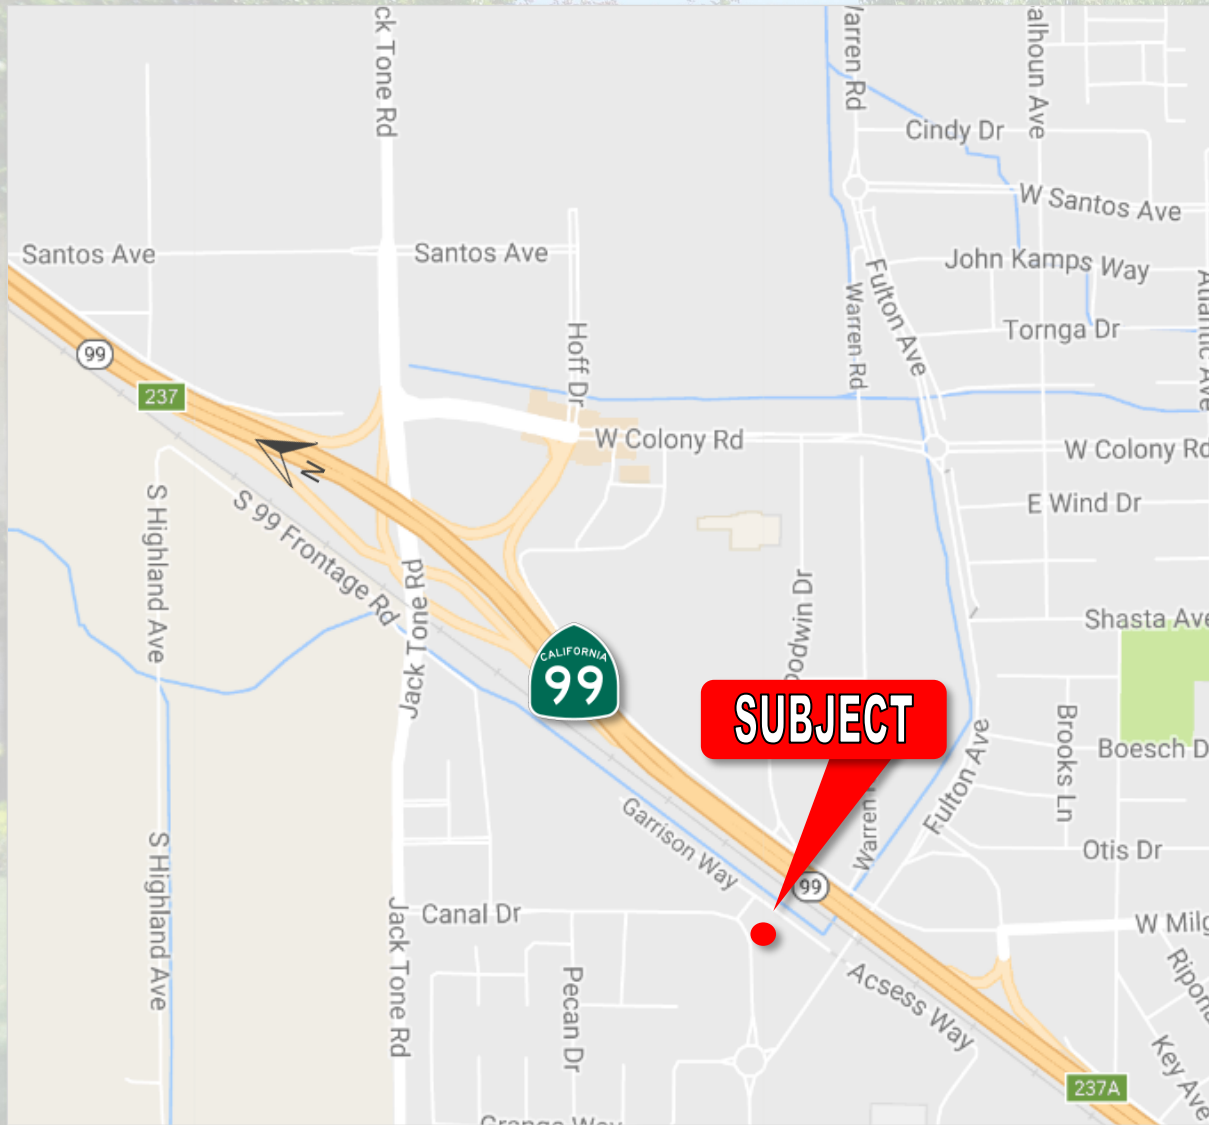 ck Tone Rd
arren Rd
alhoun Ave
Cindy Dr
W Santos Ave
Santos Ave
Santos Ave
John Kamps Way
Fulton Ave
Warren Rd
Tornga Dr
Atlantic Ave
Hoff Dr
99
237
N
W Colony Rd
W Colony Rd
E Wind Dr
S Highland Ave
S 99 Frontage Rd
Jack Tone Rd
oodwin Dr
Shasta Ave
CALIFORNIA
99
SUBJECT
Brooks Ln
Boesch D
Fulton Ave
Warren
Garrison Way
Otis Dr
99
S Highland Ave
Canal Dr
Jack Tone Rd
W Milg
Acsess Way
Pecan Dr
Ripon
Key Ave
237A